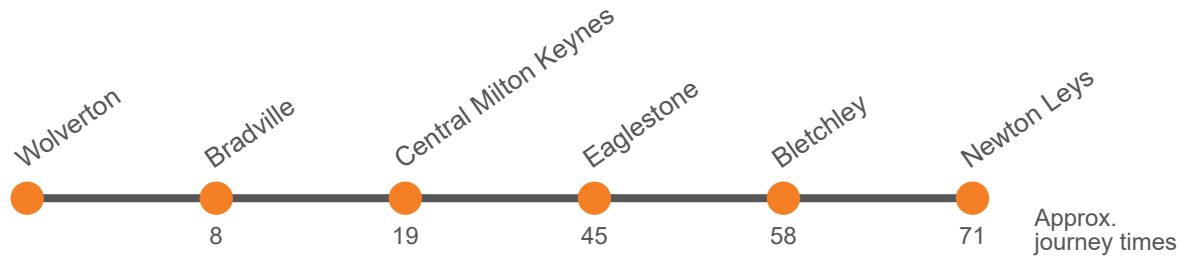 Wolverton
Bradville
Central Milton Keynes
Eaglestone
Bletchley
Newton Leys
8
19
45
58
71
Approx.
journey times